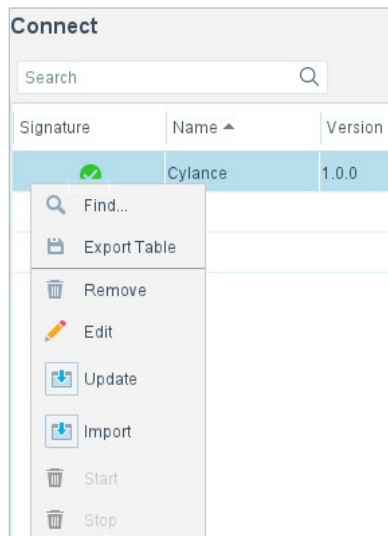 Connect
Search
Signature Name Version
Cylance 1.0.0
Find...
Export Table
Remove
Edit
Update
Import
Start
Stop